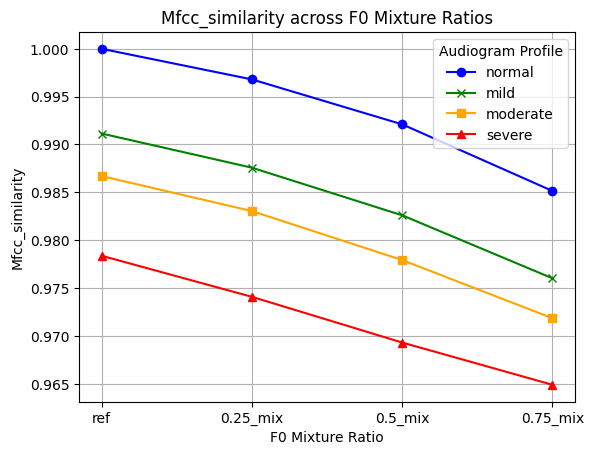 Mfcc_similarity across F0 Mixture Ratios
Audiogram Profile
normal
mild
moderate
severe
Mfcc_similarity
1.000
0.995
0.990
0.985
0.980
0.975
0.970
0.965
ref
0.25_mix
0.5_mix
0.75_mix
F0 Mixture Ratio